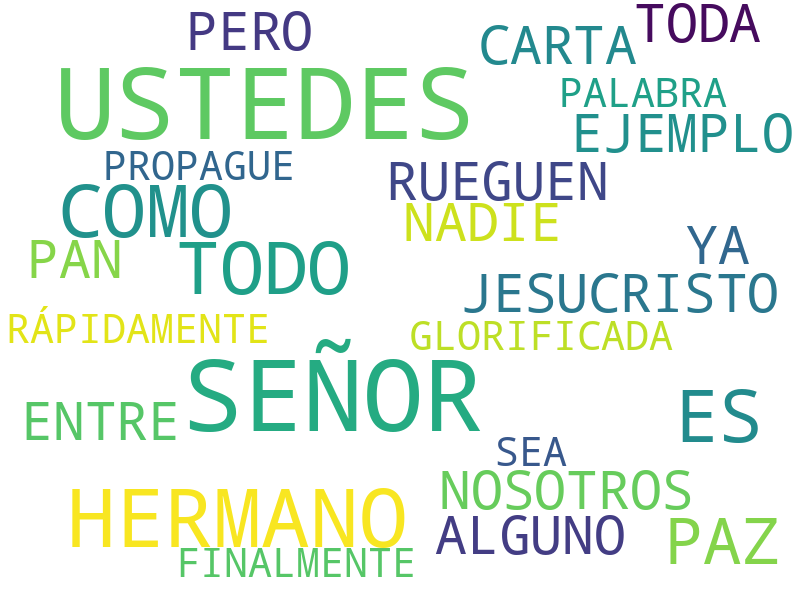 PERO
CARTA
TODA
USTEDES
PALABRA
EJEMPLO
PROPAGUE
RUEGUEN
COMO
NADIE
PAN
TODO
YA
JESUCRISTO
RÁPIDAMENTE
GLORIFICADA
SEÑOR
ENTRE
ES
SEA
NOSOTROS
HERMANO
ALGUNO
PAZ
FINALMENTE